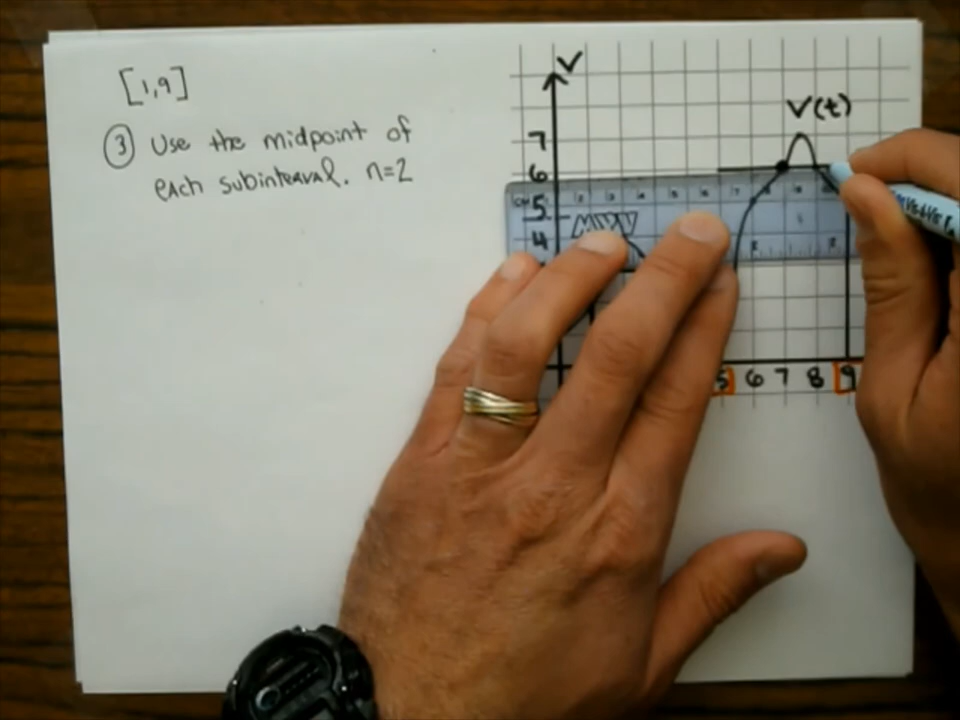 [1,9]
③ Use the midpoint of
each subinterval. n=2
V
V(t)
7
6
5
4
5 6 7 8 9